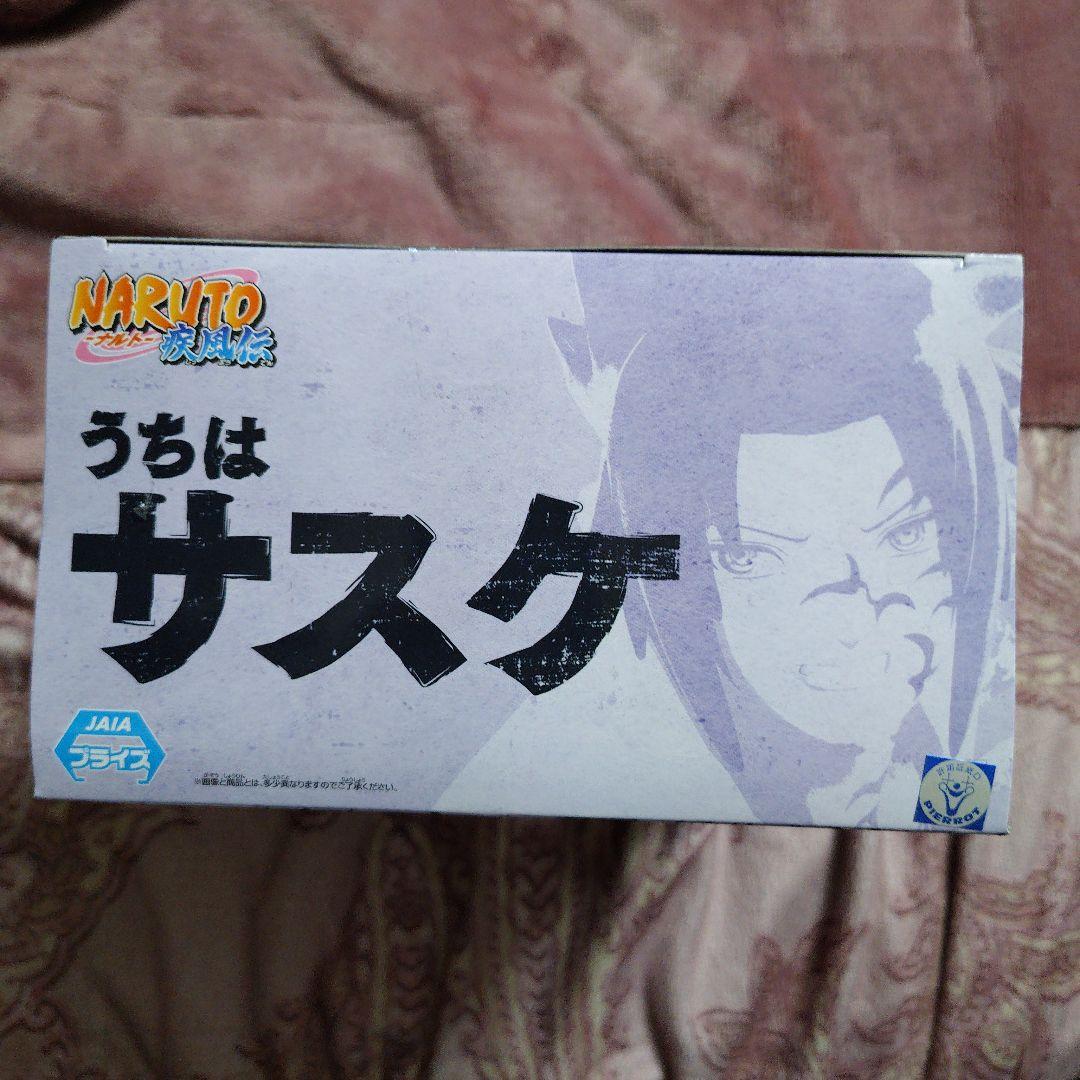 NARUTO
-ナルト-
疾風伝
うちは
サスケ
JAIA
プライズ
※画像と商品とは、多少異なりますのでご了承ください。
PIERROT